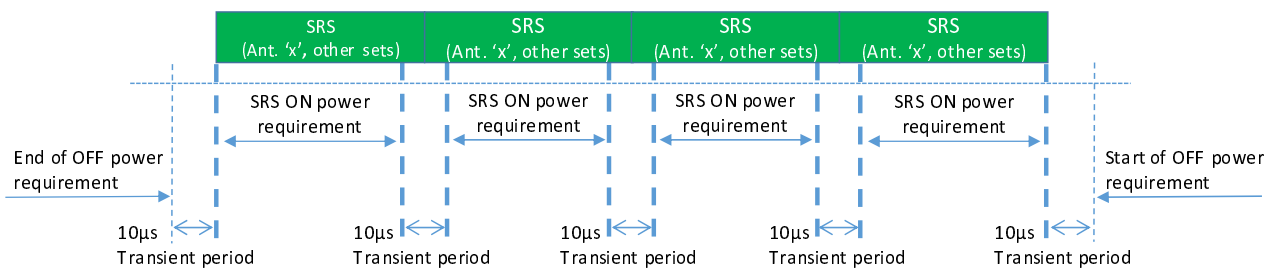 SRS
(Ant. ‘x’, other sets)
SRS
(Ant. ‘x’, other sets)
SRS
(Ant. ‘x’, other sets)
SRS
(Ant. ‘x’, other sets)
SRS ON power
requirement
SRS ON power
requirement
SRS ON power
requirement
SRS ON power
requirement
End of OFF power
requirement
Start of OFF power
requirement
10µs
Transient period
10µs
Transient period
10µs
Transient period
10µs
Transient period
10µs
Transient period